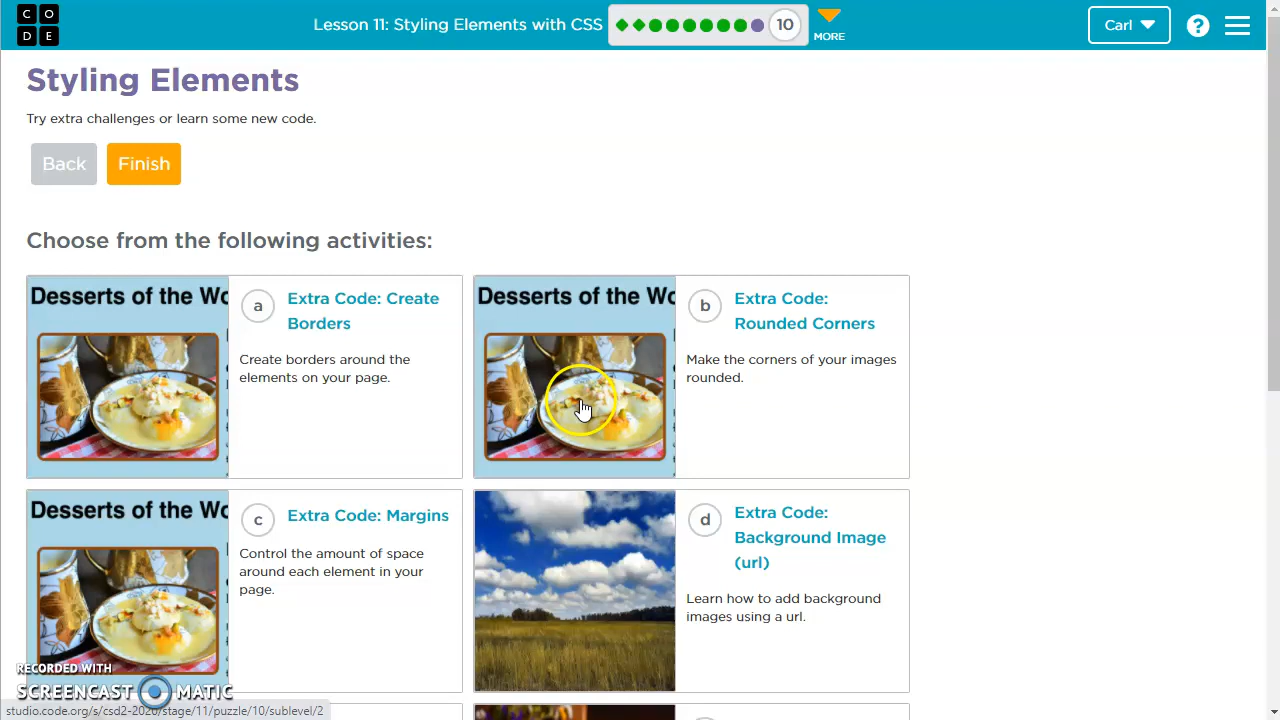 C O
D E
Lesson 11: Styling Elements with CSS
10
MORE
Carl
?
Styling Elements
Try extra challenges or learn some new code.
Back
Finish
Choose from the following activities:
Desserts of the Wo
a
Extra Code: Create
Borders
Create borders around the
elements on your page.
Desserts of the Wo
b
Extra Code:
Rounded Corners
Make the corners of your images
rounded.
Desserts of the Wo
c
Extra Code: Margins
Control the amount of space
around each element in your
page.
d
Extra Code:
Background Image
(url)
Learn how to add background
images using a url.
RECORDED WITH
SCREENCAST MATIC
studio.code.org/s/csd2-2020/stage/11/puzzle/10/sublevel/2